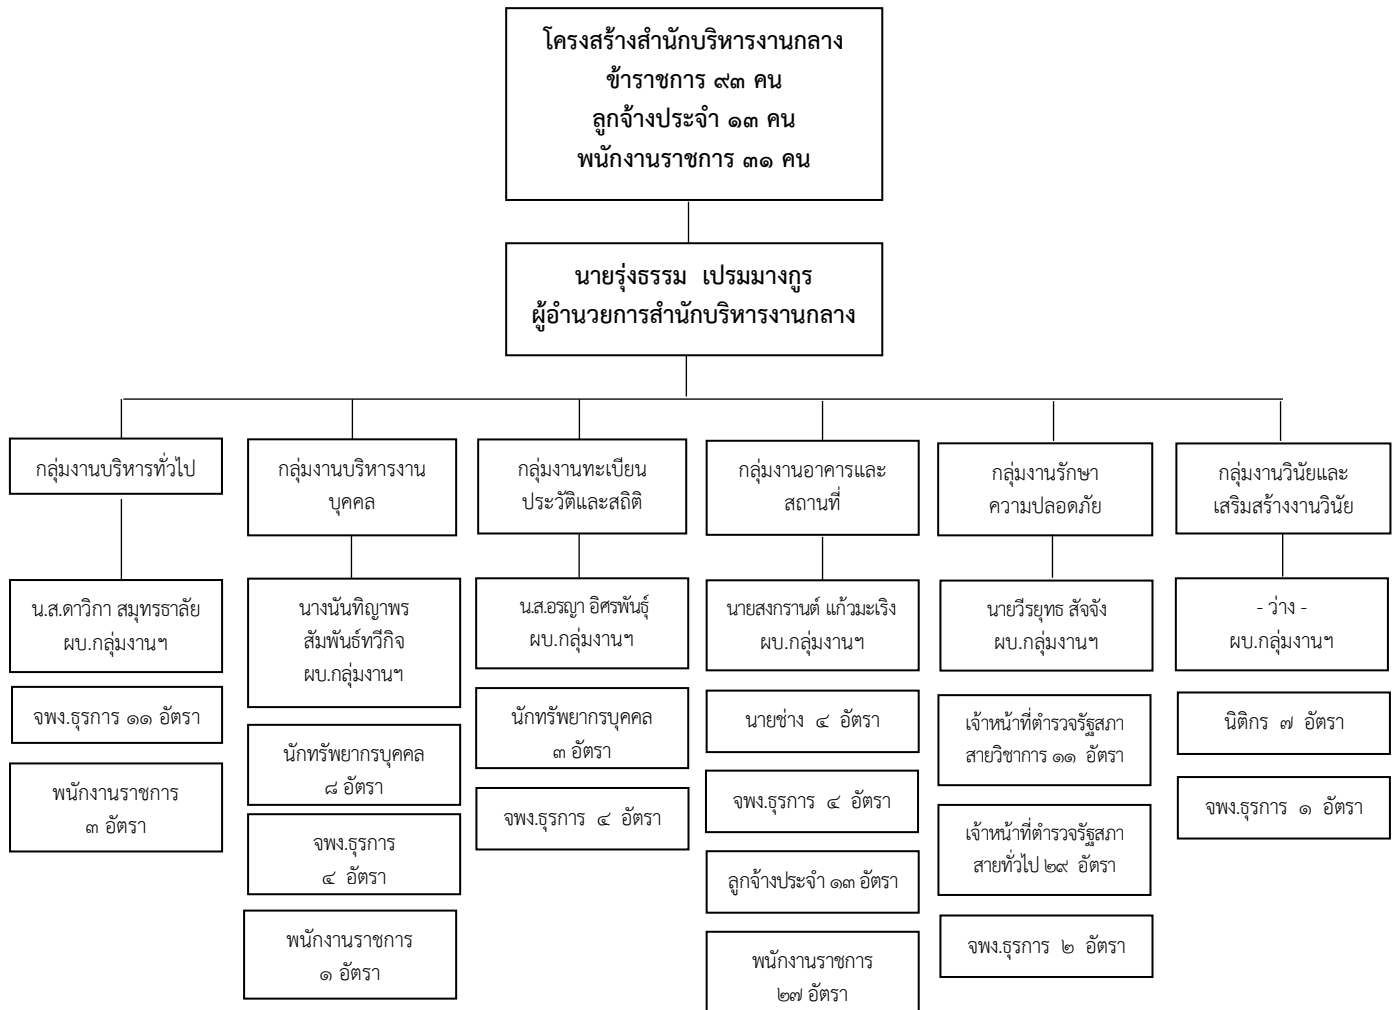 โครงสร้างสำนักบริหารงานกลาง
ข้าราชการ ๙๓ คน
ลูกจ้างประจำ ๑๓ คน
พนักงานราชการ ๓๑ คน
นายรุ่งธรรม เปรมมางกูร
ผู้อำนวยการสำนักบริหารงานกลาง
กลุ่มงานบริหารทั่วไป
น.ส.ดาวิกา สมุทรธาลัย
ผบ.กลุ่มงานฯ
จพง.ธุรการ ๑๑ อัตรา
พนักงานราชการ
๓ อัตรา
กลุ่มงานบริหารงาน
บุคคล
นางนันทิญาพร
สัมพันธ์ทวีกิจ
ผบ.กลุ่มงานฯ
นักทรัพยากรบุคคล
๘ อัตรา
จพง.ธุรการ
๔ อัตรา
พนักงานราชการ
๑ อัตรา
กลุ่มงานทะเบียน
ประวัติและสถิติ
น.ส.อรญา อิศรพันธุ์
ผบ.กลุ่มงานฯ
นักทรัพยากรบุคคล
๓ อัตรา
จพง.ธุรการ ๔ อัตรา
กลุ่มงานอาคารและ
สถานที่
นายสงกรานต์ แก้วมะเริง
ผบ.กลุ่มงานฯ
นายช่าง ๔ อัตรา
จพง.ธุรการ ๔ อัตรา
ลูกจ้างประจำ ๑๓ อัตรา
พนักงานราชการ
๒๗ อัตรา
กลุ่มงานรักษา
ความปลอดภัย
นายวีรยุทธ สัจจัง
ผบ.กลุ่มงานฯ
เจ้าหน้าที่ตำรวจรัฐสภา
สายวิชาการ ๑๑ อัตรา
เจ้าหน้าที่ตำรวจรัฐสภา
สายทั่วไป ๒๙ อัตรา
จพง.ธุรการ ๒ อัตรา
กลุ่มงานวินัยและ
เสริมสร้างงานวินัย
- ว่าง -
ผบ.กลุ่มงานฯ
นิติกร ๗ อัตรา
จพง.ธุรการ ๑ อัตรา